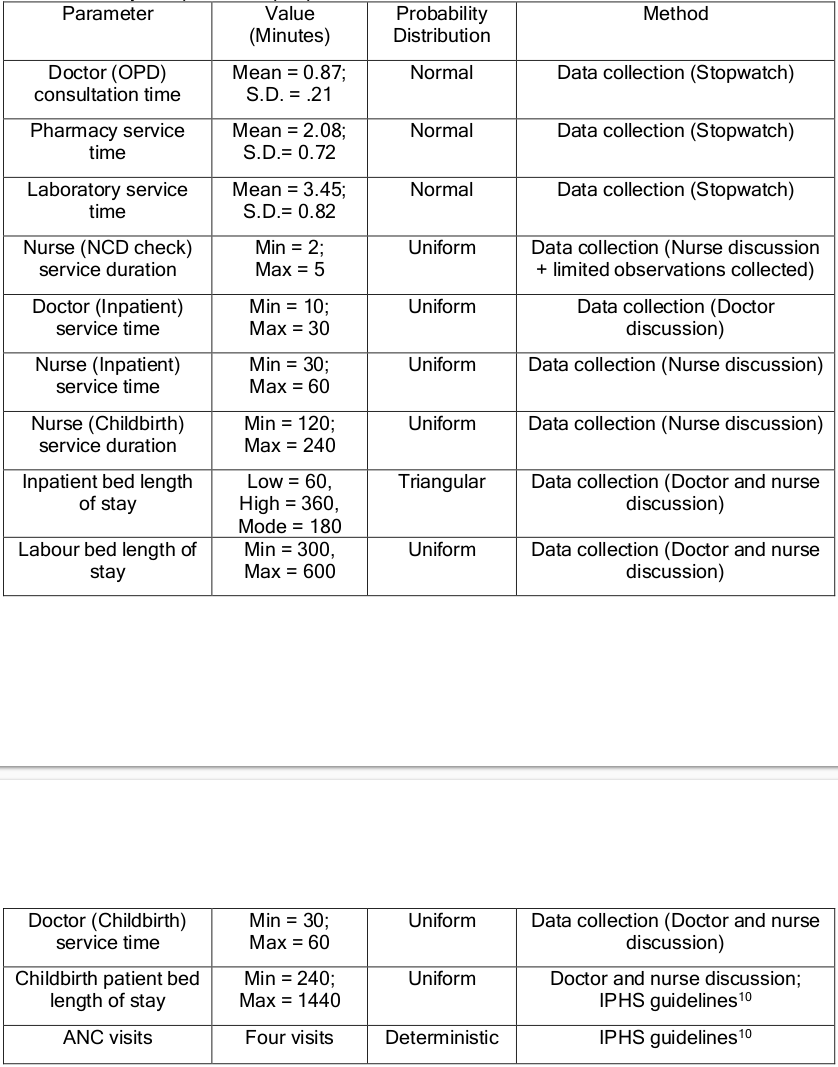 Parameter Value Probability Method
(Minutes) Distribution
Doctor (OPD) Mean = 0.87; Normal Data collection (Stopwatch)
consultation time S.D. = .21
Pharmacy service Mean = 2.08; Normal Data collection (Stopwatch)
time S.D.= 0.72
Laboratory service Mean = 3.45; Normal Data collection (Stopwatch)
time S.D.= 0.82
Nurse (NCD check) Min = 2; Uniform Data collection (Nurse discussion
service duration Max = 5 + limited observations collected)
Doctor (Inpatient) Min = 10; Uniform Data collection (Doctor
service time Max = 30 discussion)
Nurse (Inpatient) Min = 30; Uniform Data collection (Nurse discussion)
service time Max = 60
Nurse (Childbirth) Min = 120; Uniform Data collection (Nurse discussion)
service duration Max = 240
Inpatient bed length Low = 60, Triangular Data collection (Doctor and nurse
of stay High = 360, discussion)
Mode = 180
Labour bed length of Min = 300, Uniform Data collection (Doctor and nurse
stay Max = 600 discussion)
Doctor (Childbirth) Min = 30; Uniform Data collection (Doctor and nurse
service time Max = 60 discussion)
Childbirth patient bed Min = 240; Uniform Doctor and nurse discussion;
length of stay Max = 1440 IPHS guidelines¹⁰
ANC visits Four visits Deterministic IPHS guidelines¹⁰